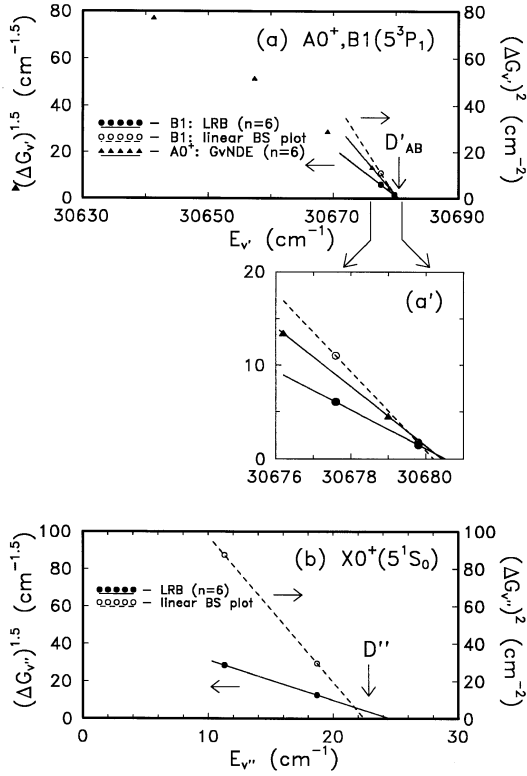 80
60
40
20
0
(ΔG_v')^1.5 (cm^-1.5)
(a) A0^+,B1(5^3P_1)
B1: LRB (n=6)
B1: linear BS plot
A0^+: GvNDE (n=6)
D'_AB
80
60
40
20
0
(ΔG_v')^2 (cm^-2)
30630 30650 30670 30690
E_v' (cm^-1)
(a')
20
10
0
30676 30678 30680
100
80
60
40
20
0
(ΔG_v'')^1.5 (cm^-1.5)
(b) X0^+(5^1S_0)
LRB (n=6)
linear BS plot
D''
100
80
60
40
20
0
(ΔG_v'')^2 (cm^-2)
0 10 20 30
E_v'' (cm^-1)